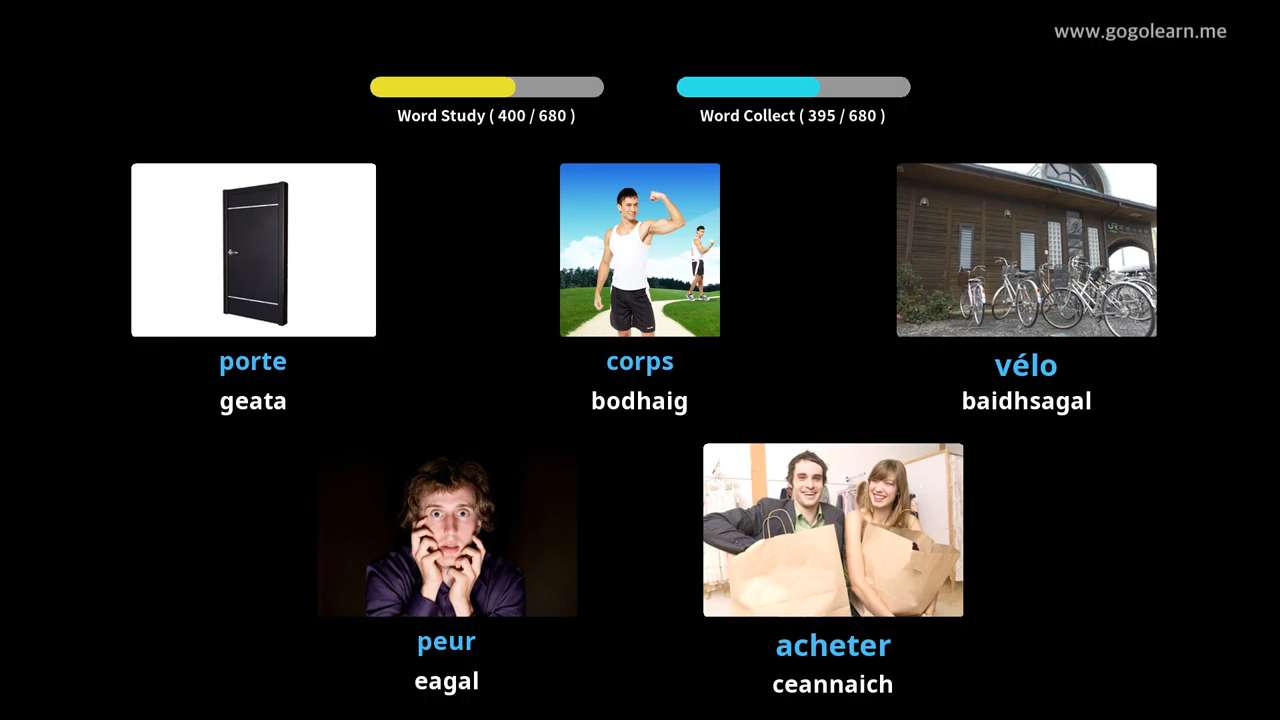 www.gogolearn.me
Word Study ( 400 / 680 )
Word Collect ( 395 / 680 )
porte
corps
vélo
geata
bodhaig
baidhsagal
peur
acheter
eagal
ceannaich